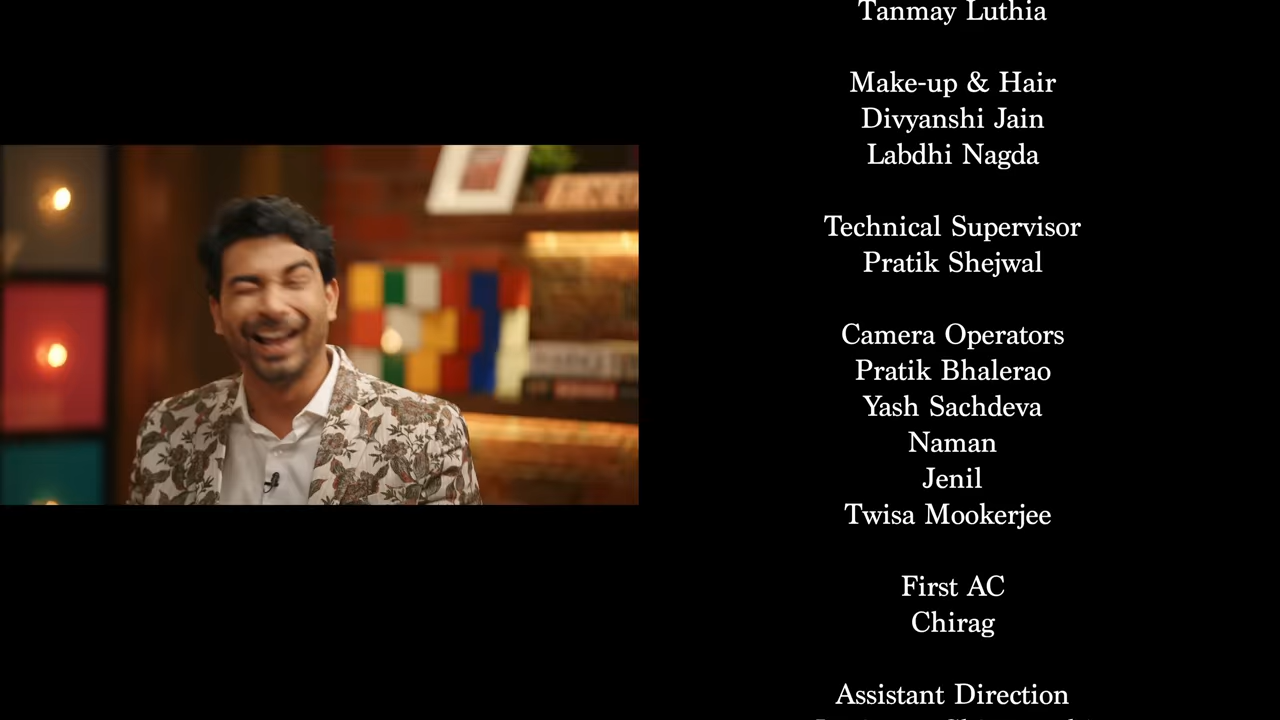 Tanmay Luthia
Make-up & Hair
Divyanshi Jain
Labdhi Nagda
Technical Supervisor
Pratik Shejwal
Camera Operators
Pratik Bhalerao
Yash Sachdeva
Naman
Jenil
Twisa Mookerjee
First AC
Chirag
Assistant Direction